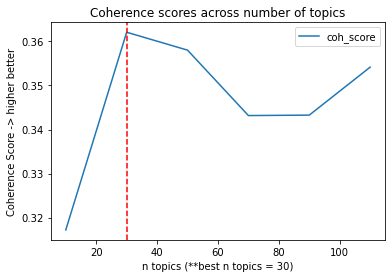 Coherence scores across number of topics
coh_score
Coherence Score -> higher better
0.36
0.35
0.34
0.33
0.32
20 40 60 80 100
n topics (**best n topics = 30)